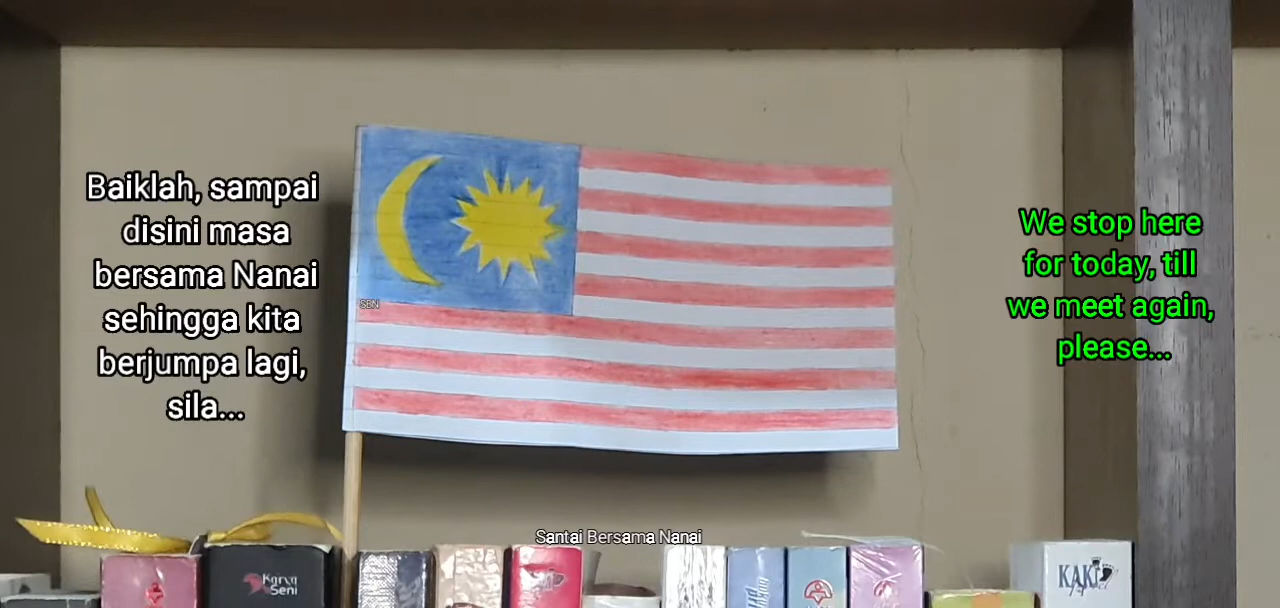 Baiklah, sampai
disini masa
bersama Nanai
sehingga kita
berjumpa lagi,
sila...
We stop here
for today, till
we meet again,
please...
SBN
Santai Bersama Nanai
Karya
Seni
KAKI